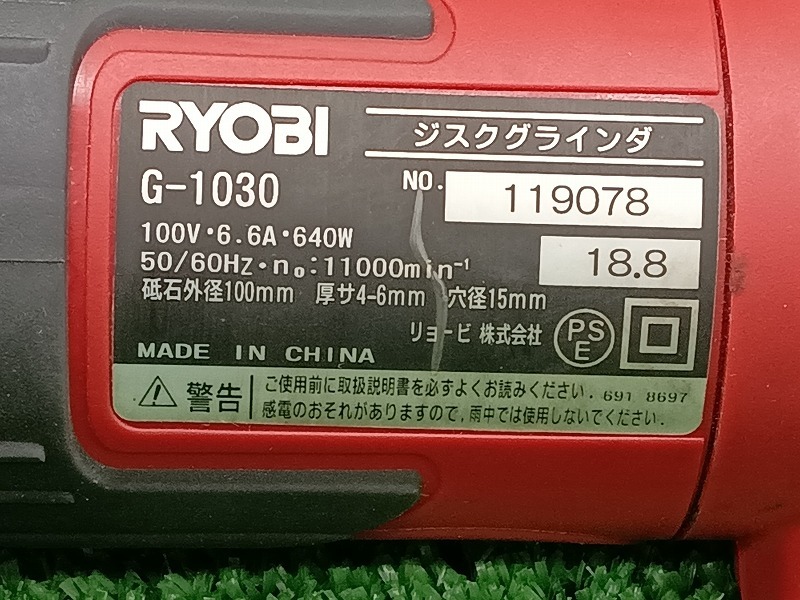 RYOBI
ジスクグラインダ
G-1030
NO. 119078
100V・6.6A・640W
18.8
50/60Hz・n₀:11000min⁻¹
砥石外径100mm 厚サ4-6mm 穴径15mm
リョービ 株式会社
PSE
MADE IN CHINA
警告
ご使用前に取扱説明書を必ずよくお読みください. 691 8697
感電のおそれがありますので,雨中では使用しないでください.